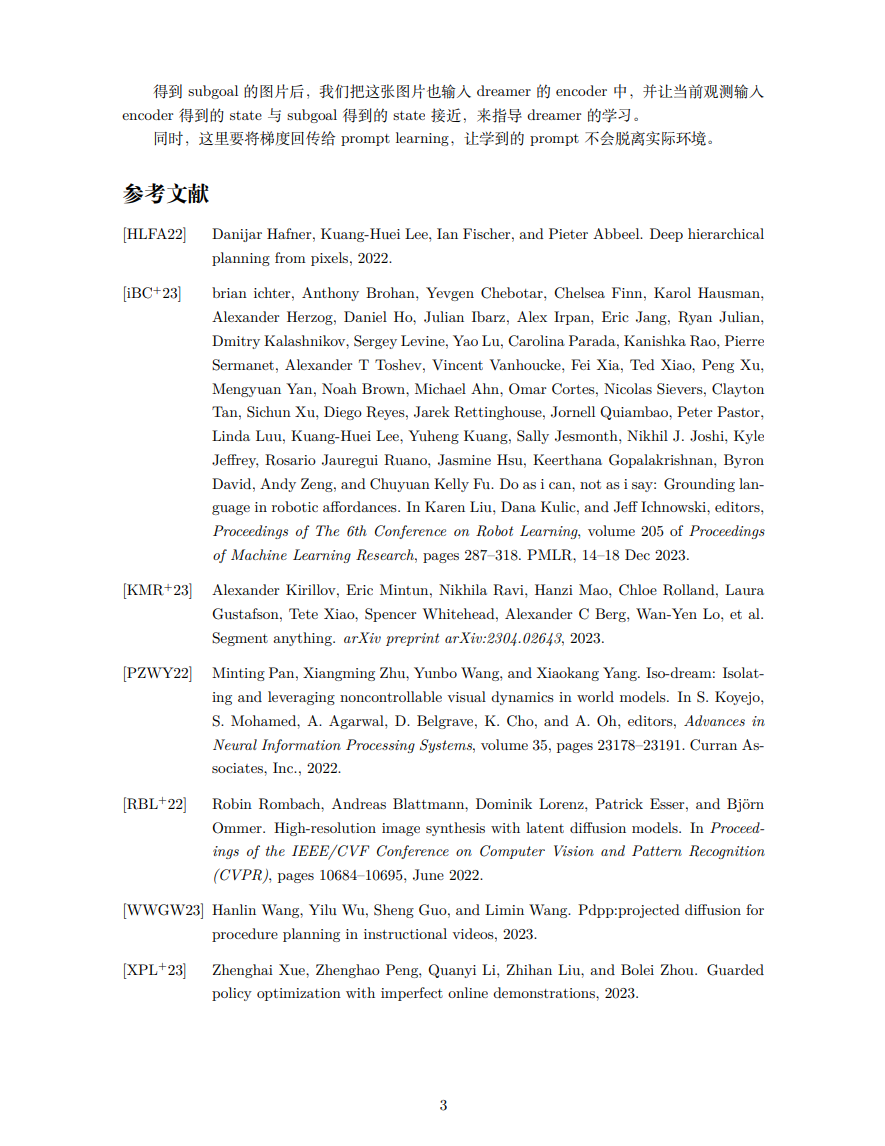 得到 subgoal 的图片后，我们把这张图片也输入 dreamer 的 encoder 中，并让当前观测输入
encoder 得到的 state 与 subgoal 得到的 state 接近，来指导 dreamer 的学习。
同时，这里要将梯度回传给 prompt learning，让学到的 prompt 不会脱离实际环境。
参考文献
[HLFA22] Danijar Hafner, Kuang-Huei Lee, Ian Fischer, and Pieter Abbeel. Deep hierarchical
planning from pixels, 2022.
[iBC+23] brian ichter, Anthony Brohan, Yevgen Chebotar, Chelsea Finn, Karol Hausman,
Alexander Herzog, Daniel Ho, Julian Ibarz, Alex Irpan, Eric Jang, Ryan Julian,
Dmitry Kalashnikov, Sergey Levine, Yao Lu, Carolina Parada, Kanishka Rao, Pierre
Sermanet, Alexander T Toshev, Vincent Vanhoucke, Fei Xia, Ted Xiao, Peng Xu,
Mengyuan Yan, Noah Brown, Michael Ahn, Omar Cortes, Nicolas Sievers, Clayton
Tan, Sichun Xu, Diego Reyes, Jarek Rettinghouse, Jornell Quiambao, Peter Pastor,
Linda Luu, Kuang-Huei Lee, Yuheng Kuang, Sally Jesmonth, Nikhil J. Joshi, Kyle
Jeffrey, Rosario Jauregui Ruano, Jasmine Hsu, Keerthana Gopalakrishnan, Byron
David, Andy Zeng, and Chuyuan Kelly Fu. Do as i can, not as i say: Grounding lan-
guage in robotic affordances. In Karen Liu, Dana Kulic, and Jeff Ichnowski, editors,
Proceedings of The 6th Conference on Robot Learning, volume 205 of Proceedings
of Machine Learning Research, pages 287–318. PMLR, 14–18 Dec 2023.
[KMR+23] Alexander Kirillov, Eric Mintun, Nikhila Ravi, Hanzi Mao, Chloe Rolland, Laura
Gustafson, Tete Xiao, Spencer Whitehead, Alexander C Berg, Wan-Yen Lo, et al.
Segment anything. arXiv preprint arXiv:2304.02643, 2023.
[PZWY22] Minting Pan, Xiangming Zhu, Yunbo Wang, and Xiaokang Yang. Iso-dream: Isolat-
ing and leveraging noncontrollable visual dynamics in world models. In S. Koyejo,
S. Mohamed, A. Agarwal, D. Belgrave, K. Cho, and A. Oh, editors, Advances in
Neural Information Processing Systems, volume 35, pages 23178–23191. Curran As-
sociates, Inc., 2022.
[RBL+22] Robin Rombach, Andreas Blattmann, Dominik Lorenz, Patrick Esser, and Björn
Ommer. High-resolution image synthesis with latent diffusion models. In Proceed-
ings of the IEEE/CVF Conference on Computer Vision and Pattern Recognition
(CVPR), pages 10684–10695, June 2022.
[WWGW23] Hanlin Wang, Yilu Wu, Sheng Guo, and Limin Wang. Pdpp:projected diffusion for
procedure planning in instructional videos, 2023.
[XPL+23] Zhenghai Xue, Zhenghao Peng, Quanyi Li, Zhihan Liu, and Bolei Zhou. Guarded
policy optimization with imperfect online demonstrations, 2023.
3